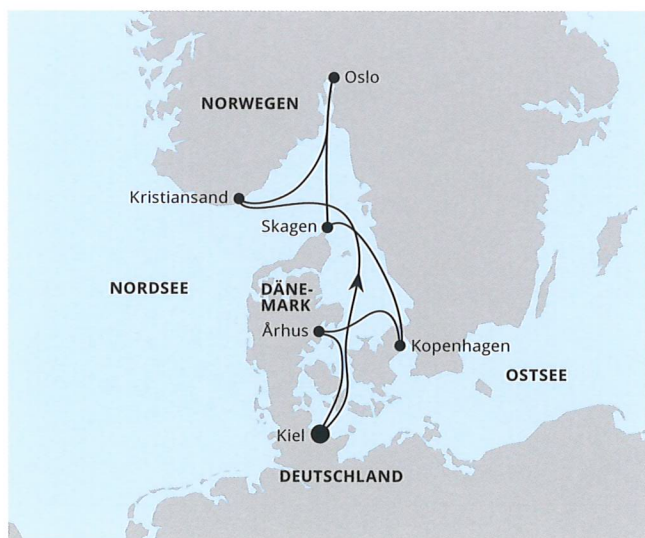 Oslo
NORWEGEN
Kristiansand
Skagen
NORDSEE
DÄNE-
MARK
Århus
Kopenhagen
OSTSEE
Kiel
DEUTSCHLAND